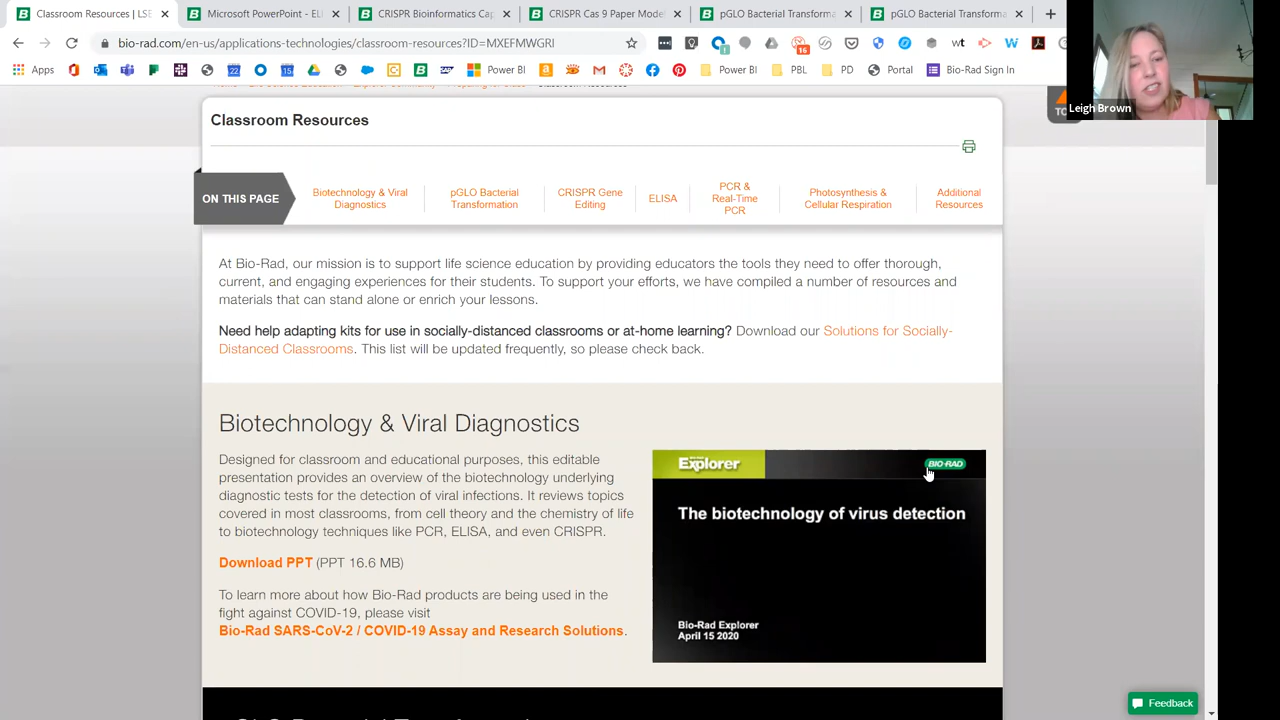 Classroom Resources | LSE
Microsoft PowerPoint - ELI
CRISPR Bioinformatics Cap
CRISPR Cas 9 Paper Mode
pGLO Bacterial Transforma
pGLO Bacterial Transforma
bio-rad.com/en-us/applications-technologies/classroom-resources?ID=MXEFMWGRI
1
16
wt
W
Apps
22
15
Power BI
Power BI
PBL
PD
Portal
Bio-Rad Sign In
Leigh Brown
Classroom Resources
ON THIS PAGE
Biotechnology & Viral
Diagnostics
pGLO Bacterial
Transformation
CRISPR Gene
Editing
ELISA
PCR &
Real-Time
PCR
Photosynthesis &
Cellular Respiration
Additional
Resources
At Bio-Rad, our mission is to support life science education by providing educators the tools they need to offer thorough,
current, and engaging experiences for their students. To support your efforts, we have compiled a number of resources and
materials that can stand alone or enrich your lessons.
Need help adapting kits for use in socially-distanced classrooms or at-home learning? Download our Solutions for Socially-
Distanced Classrooms. This list will be updated frequently, so please check back.
Biotechnology & Viral Diagnostics
Designed for classroom and educational purposes, this editable
presentation provides an overview of the biotechnology underlying
diagnostic tests for the detection of viral infections. It reviews topics
covered in most classrooms, from cell theory and the chemistry of life
to biotechnology techniques like PCR, ELISA, and even CRISPR.
Download PPT (PPT 16.6 MB)
To learn more about how Bio-Rad products are being used in the
fight against COVID-19, please visit
Bio-Rad SARS-CoV-2 / COVID-19 Assay and Research Solutions.
Explorer
BIO-RAD
The biotechnology of virus detection
Bio-Rad Explorer
April 15 2020
Feedback